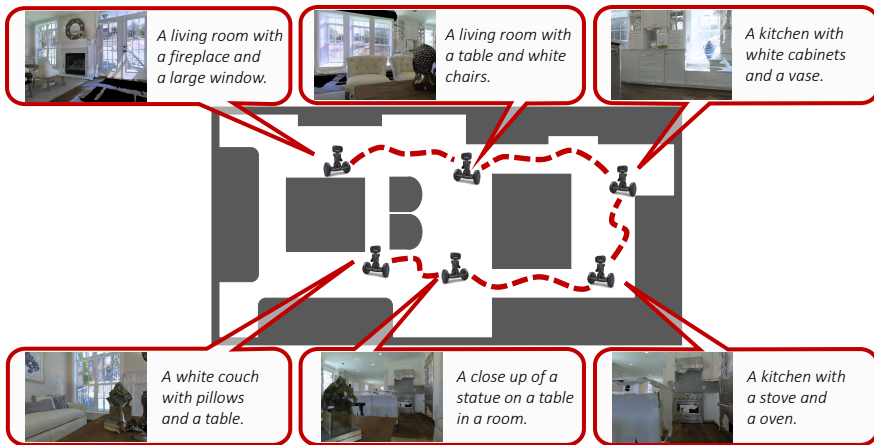 A living room with
a fireplace and
a large window.
A living room with
a table and white
chairs.
A kitchen with
white cabinets
and a vase.
A white couch
with pillows
and a table.
A close up of a
statue on a table
in a room.
A kitchen with
a stove and
a oven.